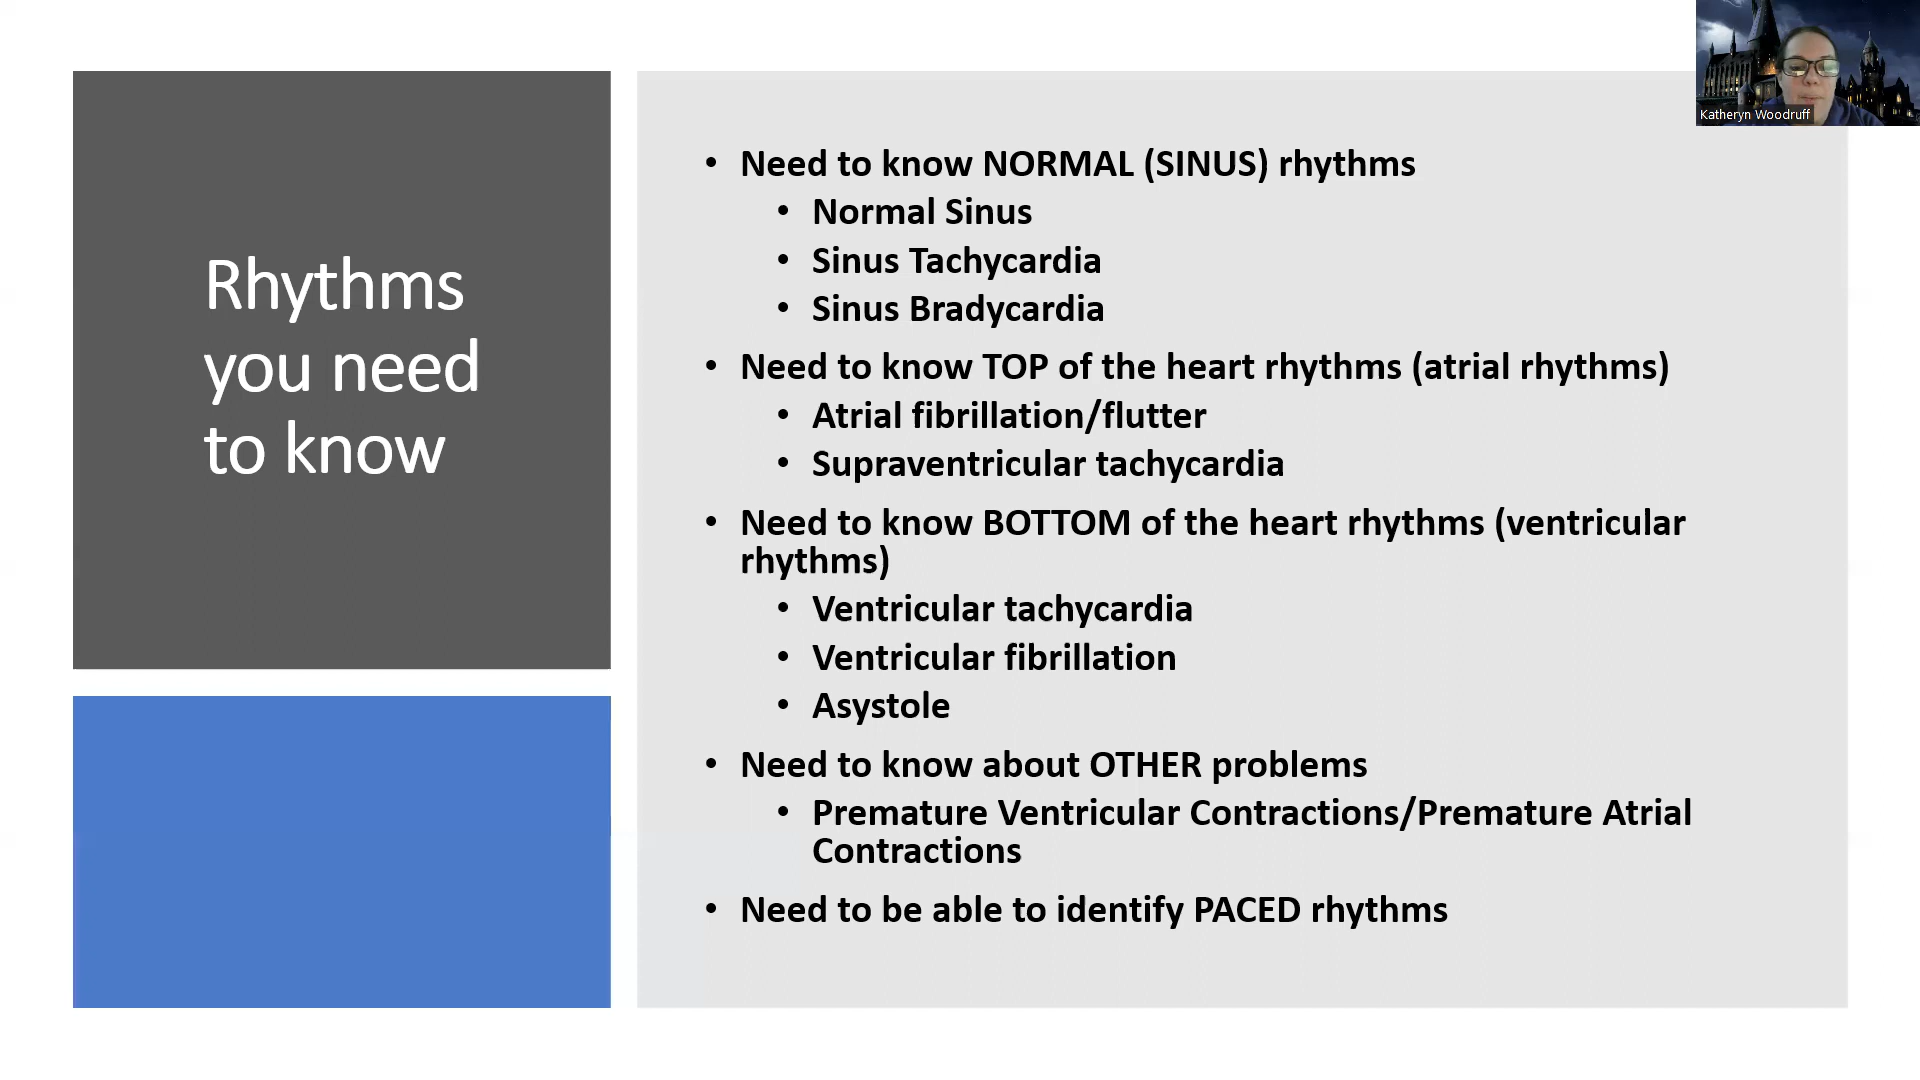 Katheryn Woodruff
Rhythms
you need
to know
• Need to know NORMAL (SINUS) rhythms
• Normal Sinus
• Sinus Tachycardia
• Sinus Bradycardia
• Need to know TOP of the heart rhythms (atrial rhythms)
• Atrial fibrillation/flutter
• Supraventricular tachycardia
• Need to know BOTTOM of the heart rhythms (ventricular
rhythms)
• Ventricular tachycardia
• Ventricular fibrillation
• Asystole
• Need to know about OTHER problems
• Premature Ventricular Contractions/Premature Atrial
Contractions
• Need to be able to identify PACED rhythms